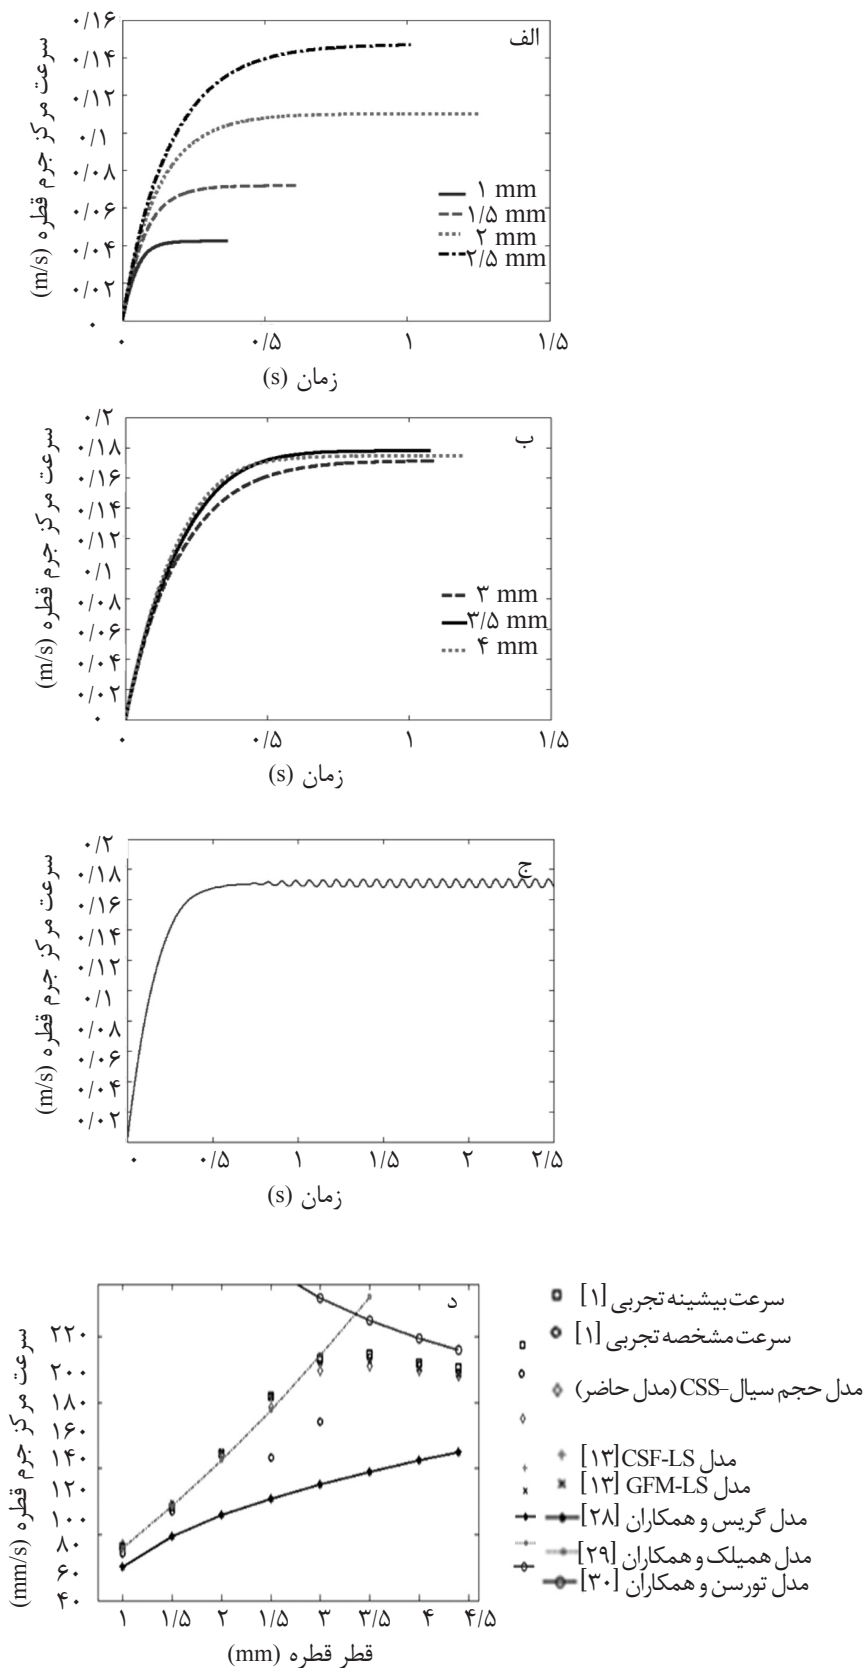 الف
سرعت مرکز جرم قطره (m/s)
۰/۱۶
۰/۱۴
۰/۱۲
۰/۱
۰/۰۸
۰/۰۶
۰/۰۴
۰/۰۲
۰
۱ mm
۱/۵ mm
۲ mm
۲/۵ mm
۰ ۰/۵ ۱ ۱/۵
زمان (s)
ب
سرعت مرکز جرم قطره (m/s)
۰/۲
۰/۱۸
۰/۱۶
۰/۱۴
۰/۱۲
۰/۱
۰/۰۸
۰/۰۶
۰/۰۴
۰/۰۲
۰
۳ mm
۳/۵ mm
۴ mm
۰ ۰/۵ ۱ ۱/۵
زمان (s)
ج
سرعت مرکز جرم قطره (m/s)
۰/۲
۰/۱۸
۰/۱۶
۰/۱۴
۰/۱۲
۰/۱
۰/۰۸
۰/۰۶
۰/۰۴
۰/۰۲
۰ ۰/۵ ۱ ۱/۵ ۲ ۲/۵
زمان (s)
د
سرعت مرکز جرم قطره (mm/s)
۲۲۰
۲۰۰
۱۸۰
۱۶۰
۱۴۰
۱۲۰
۸۰
۶۰
۴۰
۱ ۱/۵ ۲ ۱/۵ ۳ ۳/۵ ۴ ۴/۵
قطر قطره (mm)
سرعت بیشینه تجربی [۱]
سرعت مشخصه تجربی [۱]
مدل حجم سیال-CSS (مدل حاضر)
مدل CSF-LS [۱۳]
مدل GFM-LS [۱۳]
مدل گریس و همکاران [۲۸]
مدل همیلک و همکاران [۲۹]
مدل تورسن و همکاران [۳۰]